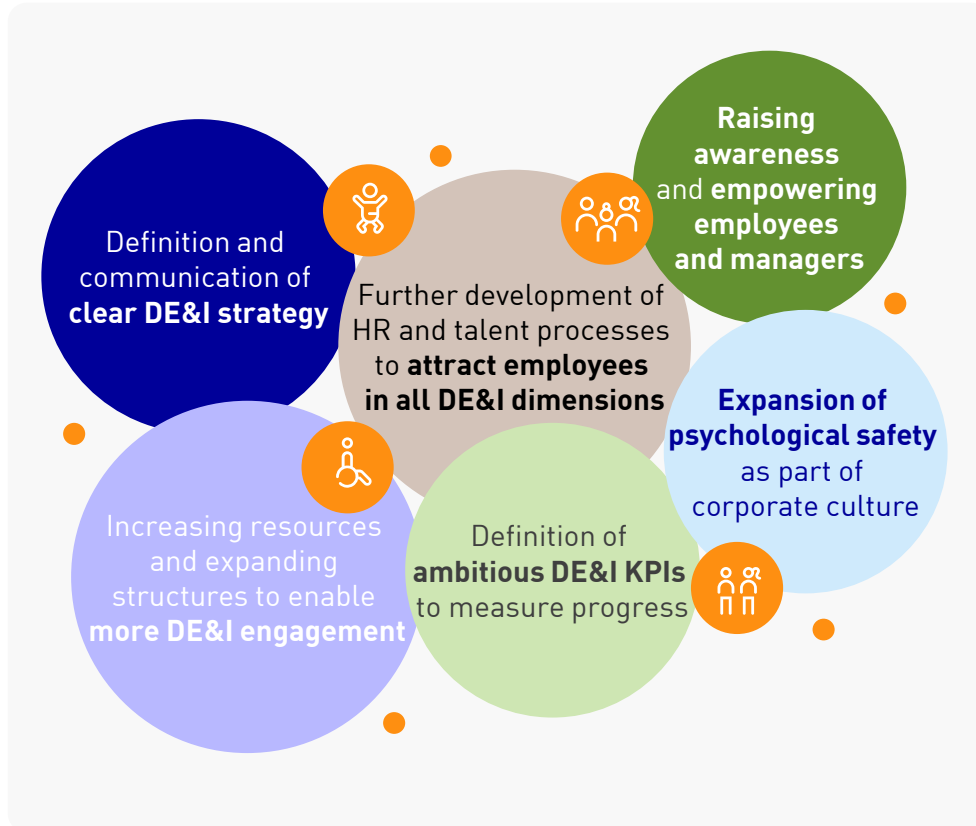 Definition and
communication of
clear DE&I strategy
Further development of
HR and talent processes
to attract employees
in all DE&I dimensions
Raising
awareness
and empowering
employees
and managers
Increasing resources
and expanding
structures to enable
more DE&I engagement
Definition of
ambitious DE&I KPIs
to measure progress
Expansion of
psychological safety
as part of
corporate culture